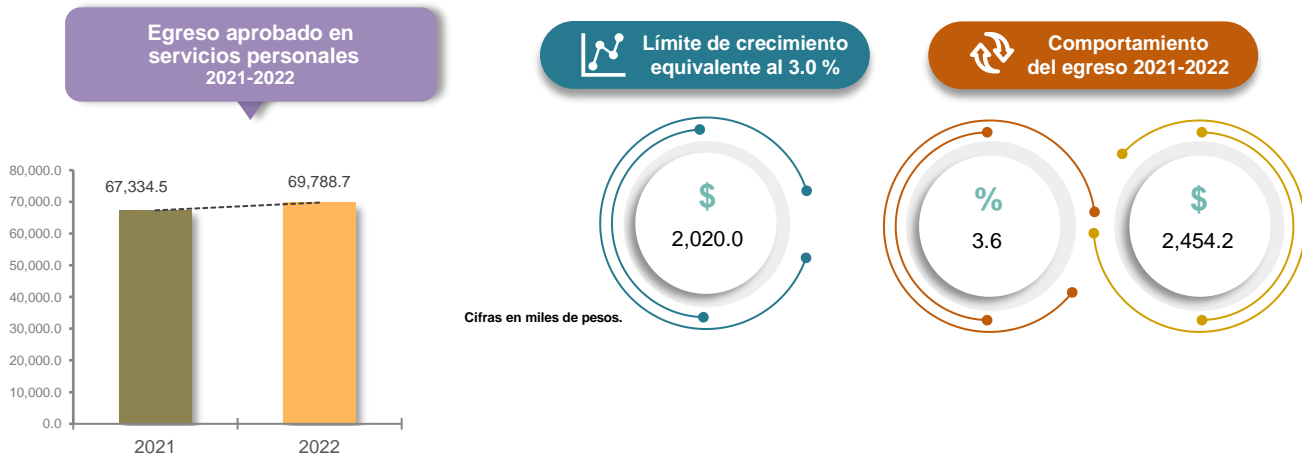 Egreso aprobado en
servicios personales
2021-2022
80,000.0
70,000.0
60,000.0
50,000.0
40,000.0
30,000.0
20,000.0
10,000.0
0.0
67,334.5
69,788.7
2021
2022
Límite de crecimiento
equivalente al 3.0 %
$
2,020.0
Cifras en miles de pesos.
Comportamiento
del egreso 2021-2022
%
3.6
$
2,454.2